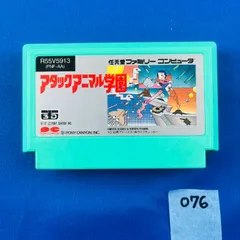 R55V5913
(PNF-AA)
任天堂 ファミリー コンピュータ
アタックアニマル学園
PONY CANYON, INC.
076